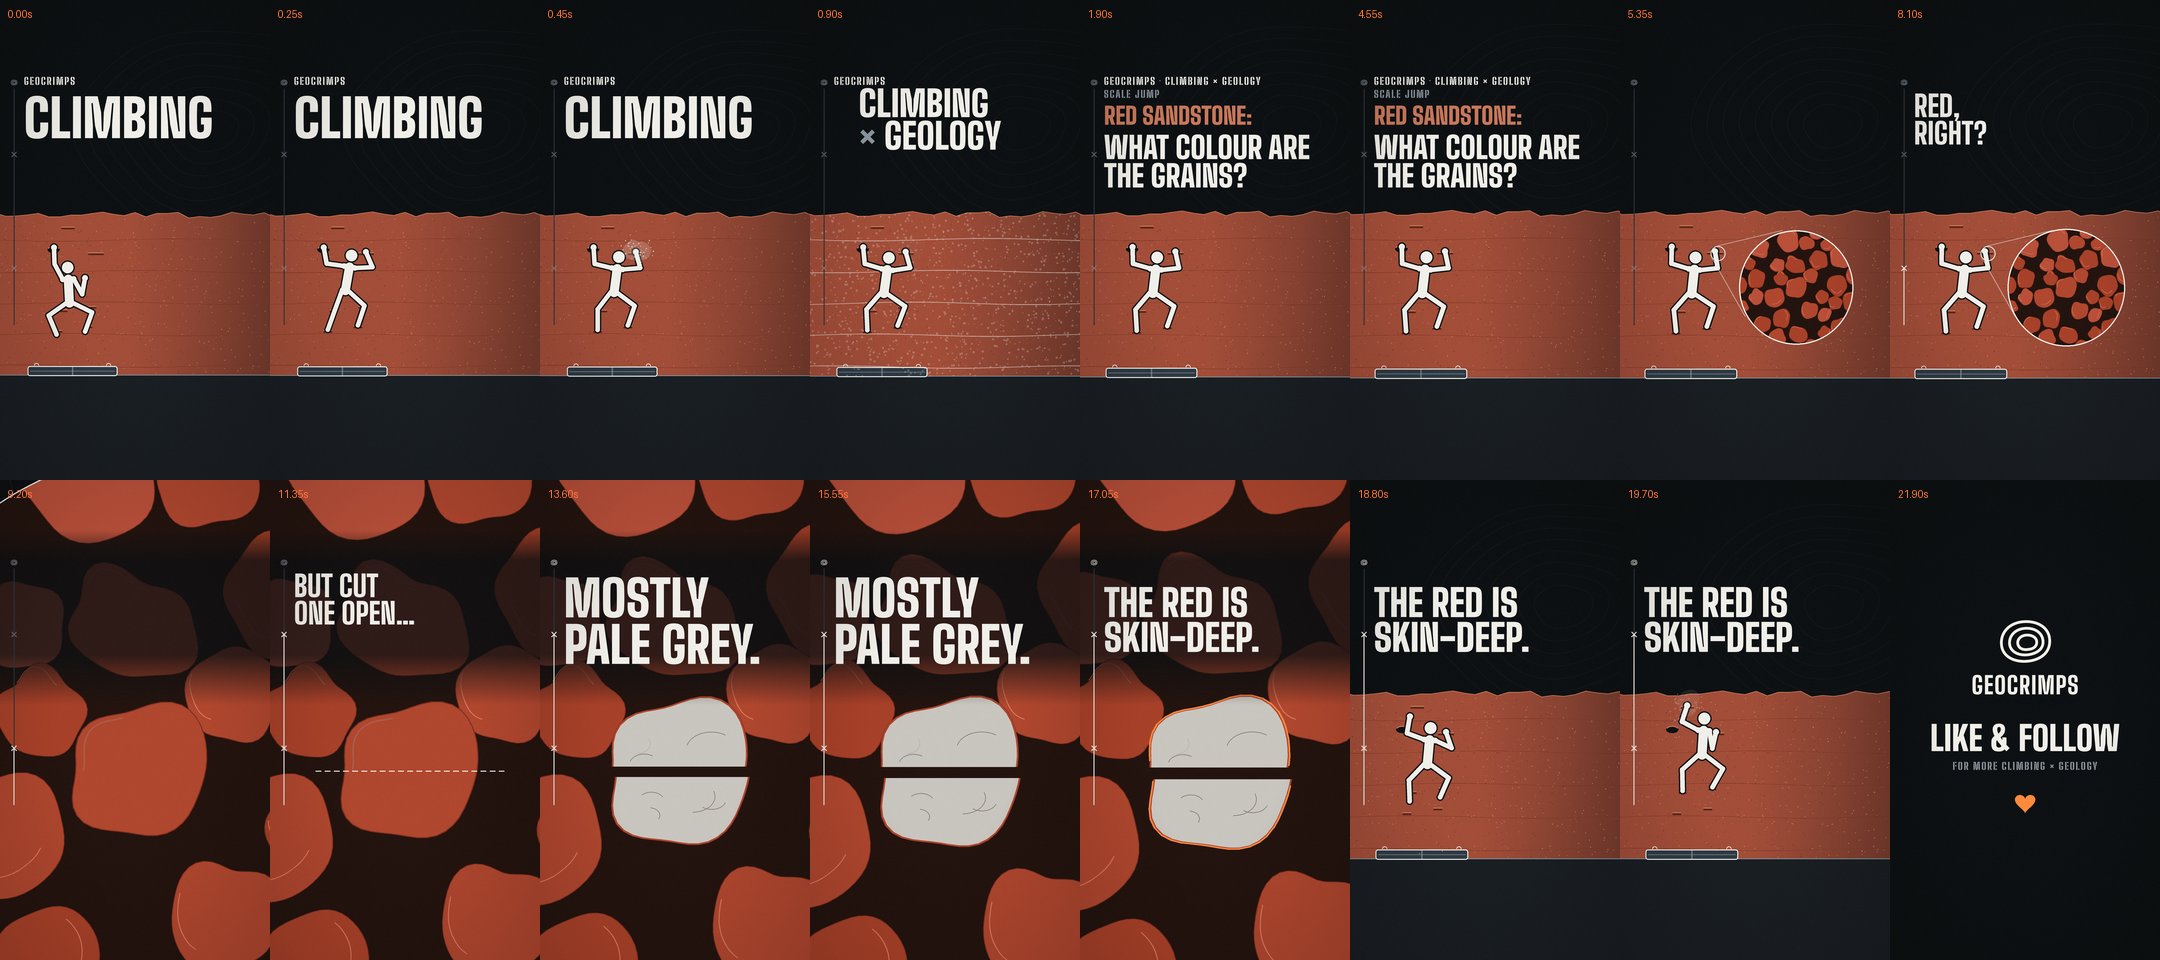 0.00s
GEOCRIMPS
CLIMBING
0.25s
GEOCRIMPS
CLIMBING
0.45s
GEOCRIMPS
CLIMBING
0.90s
GEOCRIMPS
CLIMBING
× GEOLOGY
1.90s
GEOCRIMPS · CLIMBING × GEOLOGY
SCALE JUMP
RED SANDSTONE:
WHAT COLOUR ARE
THE GRAINS?
4.55s
GEOCRIMPS · CLIMBING × GEOLOGY
SCALE JUMP
RED SANDSTONE:
WHAT COLOUR ARE
THE GRAINS?
5.35s
8.10s
RED,
RIGHT?
9.20s
11.35s
BUT CUT
ONE OPEN...
13.60s
MOSTLY
PALE GREY.
15.55s
MOSTLY
PALE GREY.
17.05s
THE RED IS
SKIN-DEEP.
18.80s
THE RED IS
SKIN-DEEP.
19.70s
THE RED IS
SKIN-DEEP.
21.90s
GEOCRIMPS
LIKE & FOLLOW
FOR MORE CLIMBING × GEOLOGY